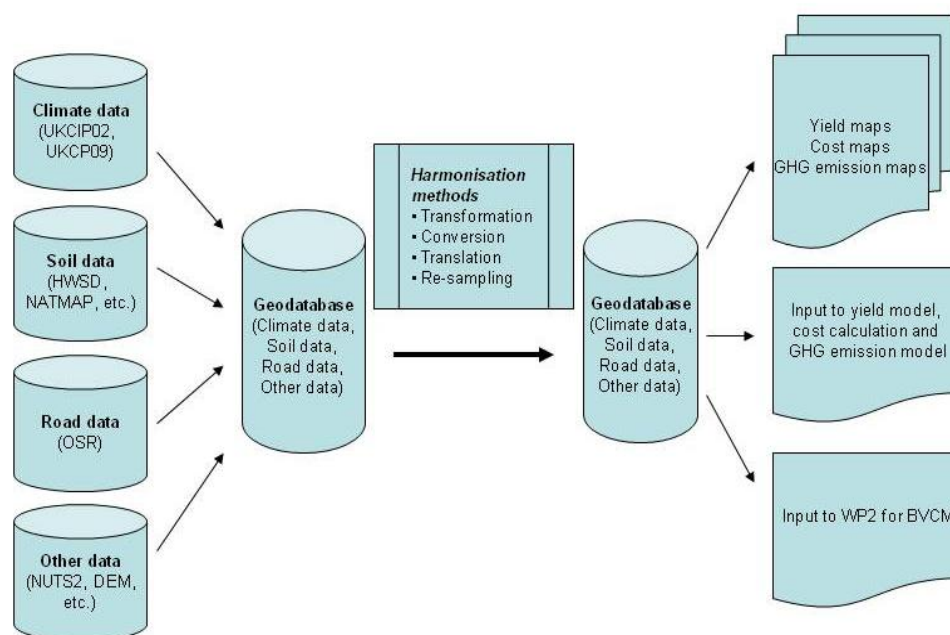 Climate data
(UKCIP02,
UKCP09)
Soil data
(HWSD,
NATMAP, etc.)
Road data
(OSR)
Other data
(NUTS2, DEM,
etc.)
Geodatabase
(Climate data,
Soil data,
Road data,
Other data)
Harmonisation
methods
▪ Transformation
▪ Conversion
▪ Translation
▪ Re-sampling
Geodatabase
(Climate data,
Soil data,
Road data,
Other data)
Yield maps
Cost maps
GHG emission maps
Input to yield model,
cost calculation and
GHG emission model
Input to WP2 for BVCM